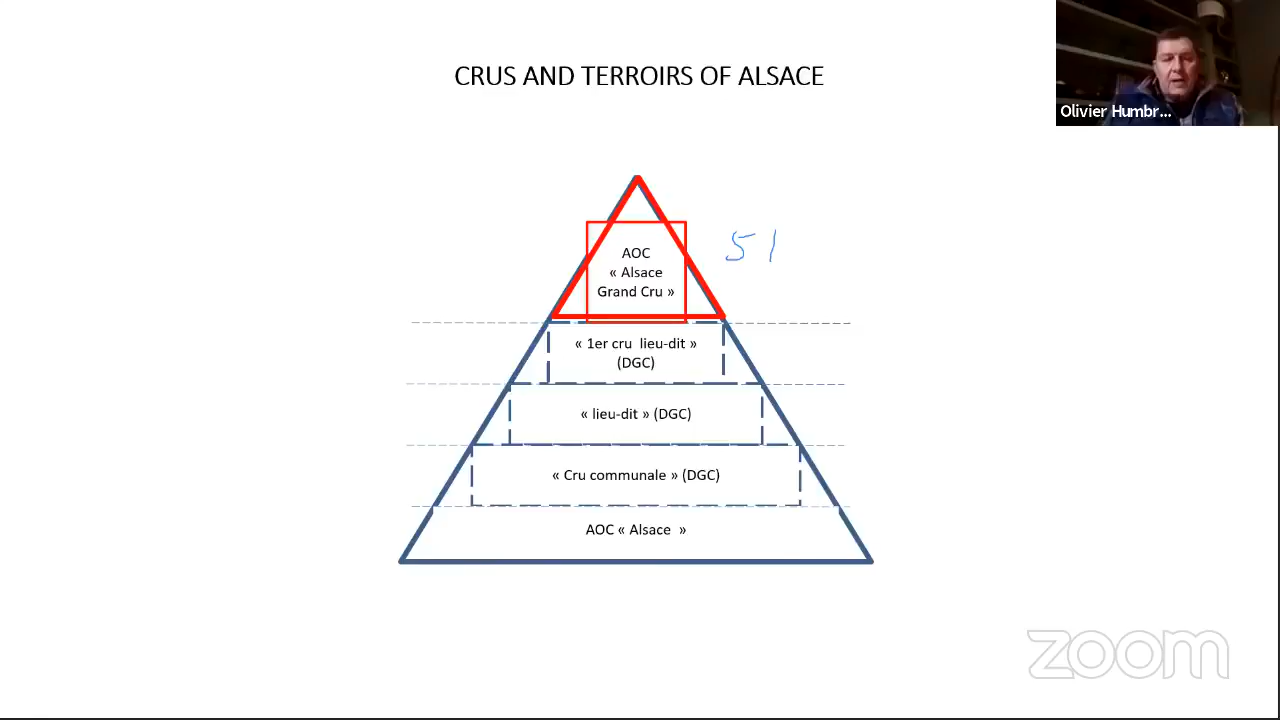 Olivier Humbr...
CRUS AND TERROIRS OF ALSACE
AOC
« Alsace
Grand Cru »
51
« 1er cru lieu-dit »
(DGC)
« lieu-dit » (DGC)
« Cru communale » (DGC)
AOC « Alsace »
zoom